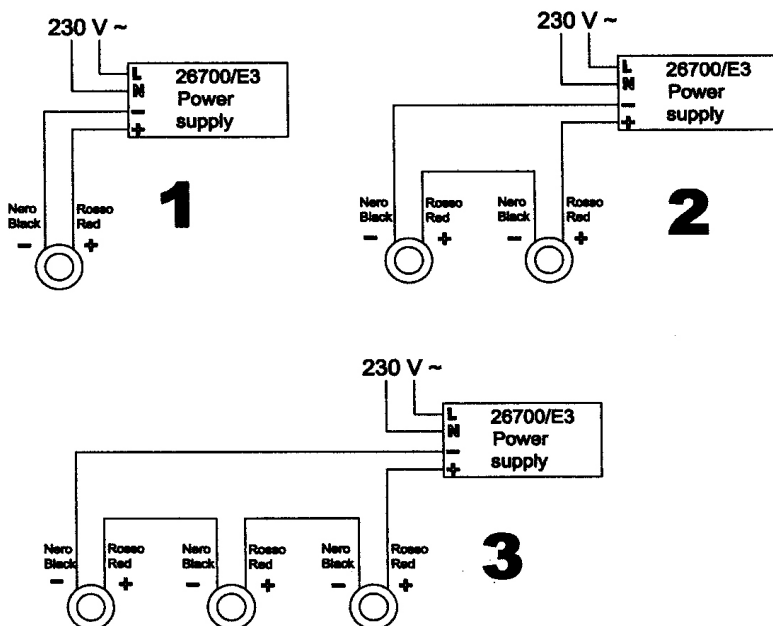 230 V ~
L
N
−
+
26700/E3
Power
supply
Nero
Black
−
Rosso
Red
+
1
230 V ~
L
N
−
+
26700/E3
Power
supply
Nero
Black
−
Rosso
Red
+
Nero
Black
−
Rosso
Red
+
2
230 V ~
L
N
−
+
26700/E3
Power
supply
Nero
Black
−
Rosso
Red
+
Nero
Black
−
Rosso
Red
+
Nero
Black
−
Rosso
Red
+
3